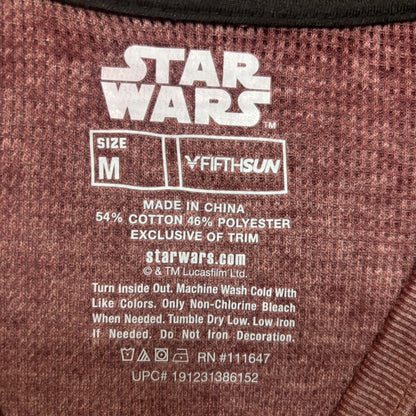 STAR
WARS
TM
SIZE
M
FIFTHSUN
MADE IN CHINA
54% COTTON 46% POLYESTER
EXCLUSIVE OF TRIM
starwars.com
© & TM Lucasfilm Ltd.
Turn Inside Out. Machine Wash Cold With
Like Colors. Only Non-Chlorine Bleach
When Needed. Tumble Dry Low. Low Iron
If Needed. Do Not Iron Decoration.
RN #111647
UPC# 191231386152